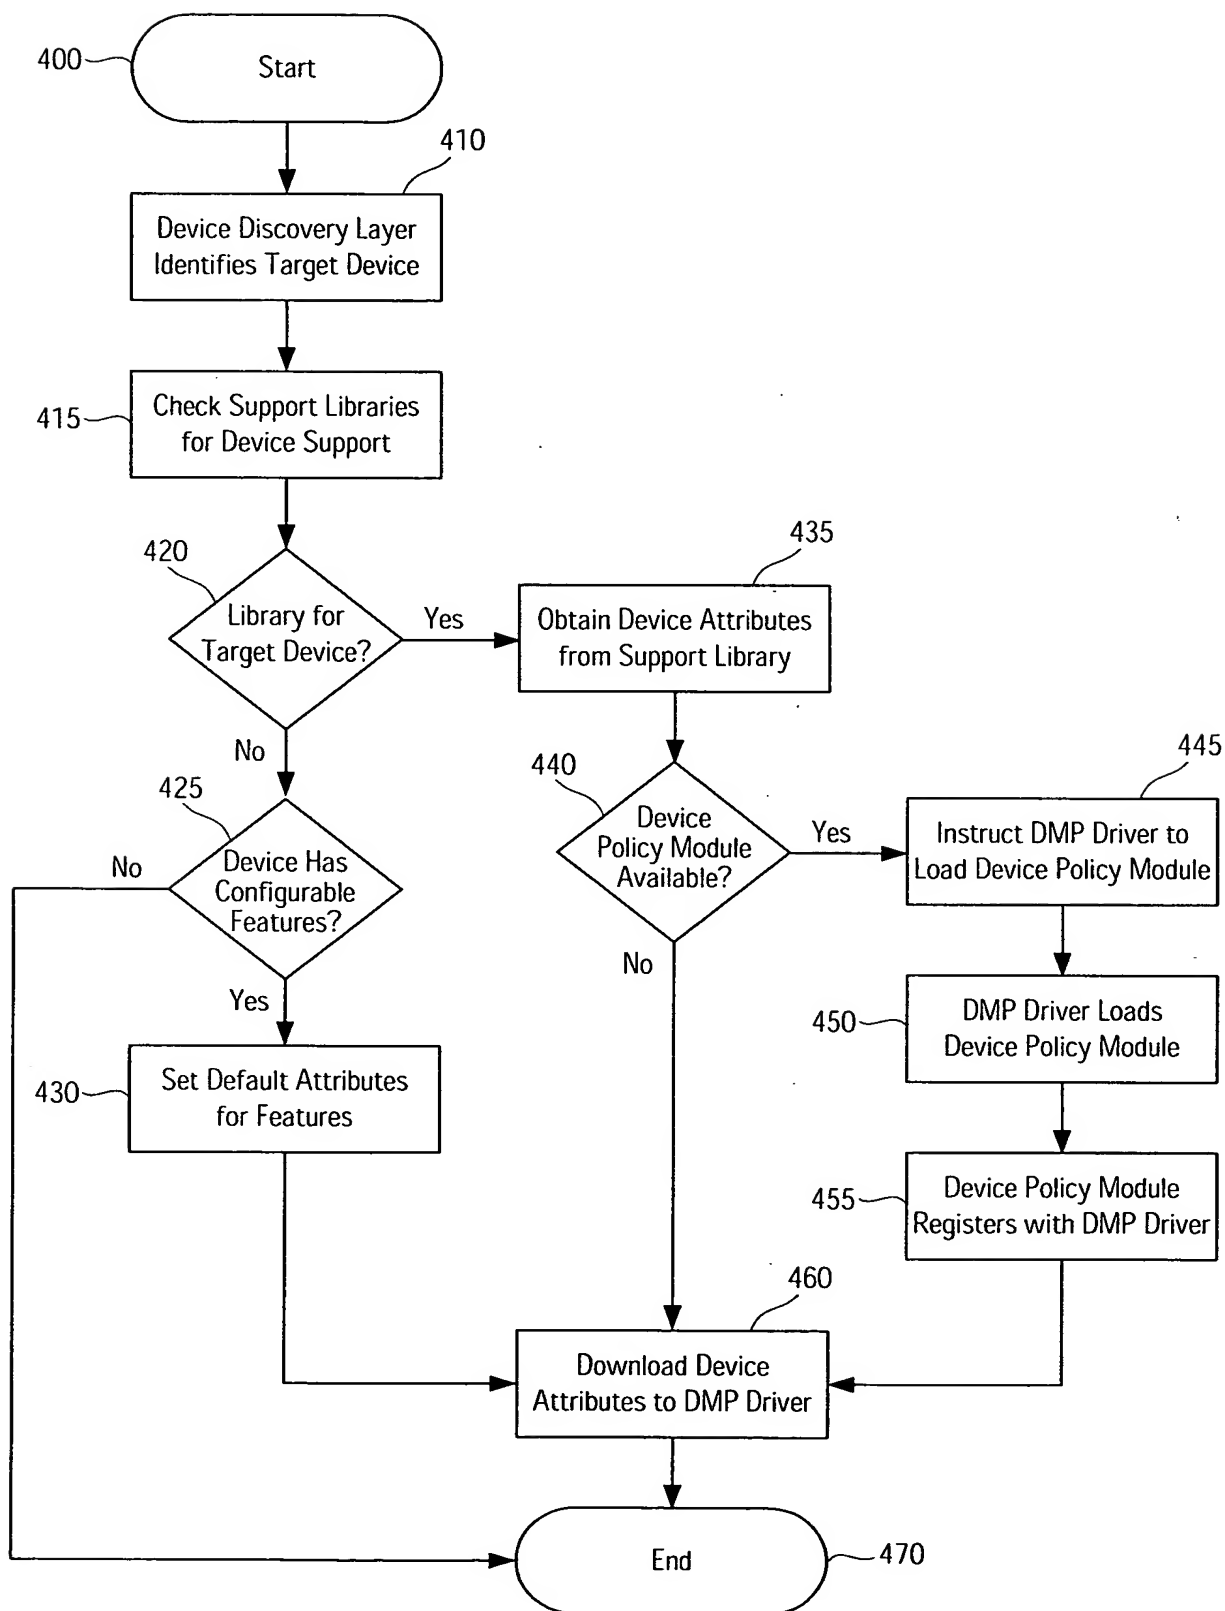 400
Start
410
Device Discovery Layer
Identifies Target Device
415
Check Support Libraries
for Device Support
420
Library for
Target Device?
Yes
No
435
Obtain Device Attributes
from Support Library
425
Device Has
Configurable
Features?
No
Yes
440
Device
Policy Module
Available?
Yes
No
445
Instruct DMP Driver to
Load Device Policy Module
450
DMP Driver Loads
Device Policy Module
430
Set Default Attributes
for Features
455
Device Policy Module
Registers with DMP Driver
460
Download Device
Attributes to DMP Driver
End
470